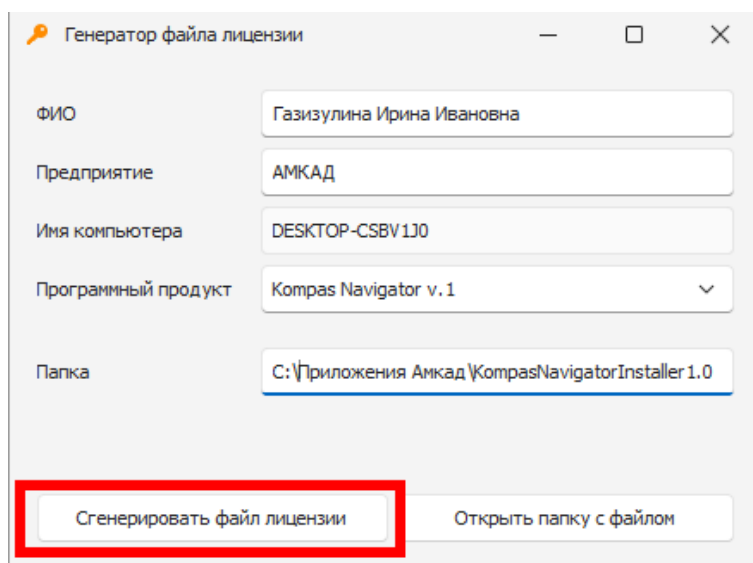 Генератор файла лицензии
ФИО Газизулина Ирина Ивановна
Предприятие АМКАД
Имя компьютера DESKTOP-CSBV1J0
Программный продукт Kompas Navigator v.1
Папка C:\Приложения Амкад\KompasNavigatorInstaller1.0
Сгенерировать файл лицензии Открыть папку с файлом